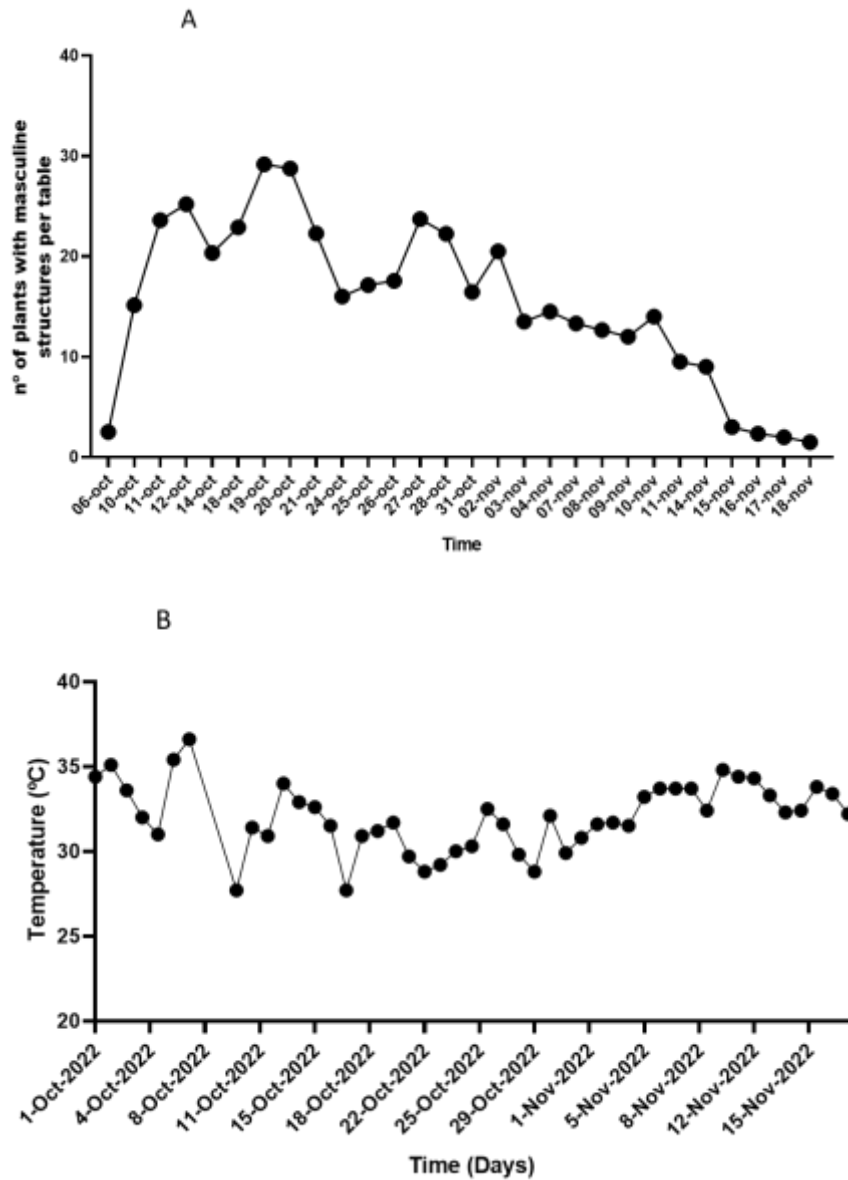 A
40
30
20
10
0
n° of plants with masculine
structures per table
06-oct
10-oct
11-oct
12-oct
14-oct
18-oct
19-oct
20-oct
21-oct
24-oct
25-oct
26-oct
27-oct
28-oct
31-oct
02-nov
03-nov
04-nov
07-nov
08-nov
09-nov
10-nov
11-nov
14-nov
15-nov
16-nov
17-nov
18-nov
Time
B
40
35
30
25
20
Temperature (ºC)
1-Oct-2022
4-Oct-2022
8-Oct-2022
11-Oct-2022
15-Oct-2022
18-Oct-2022
22-Oct-2022
25-Oct-2022
29-Oct-2022
1-Nov-2022
5-Nov-2022
8-Nov-2022
12-Nov-2022
15-Nov-2022
Time (Days)